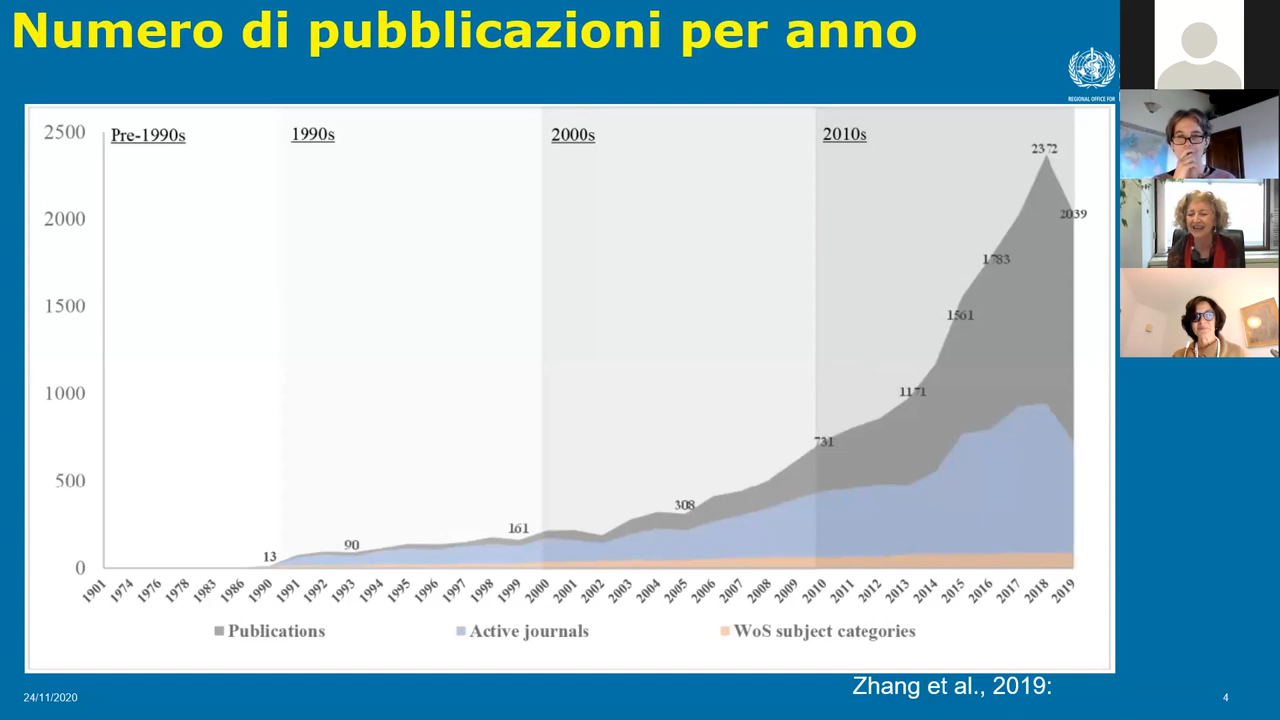 Numero di pubblicazioni per anno
REGIONAL OFFICE FOR
2500
2000
1500
1000
500
0
Pre-1990s
1990s
2000s
2010s
13
90
161
308
731
1171
1561
1783
2372
2039
1901 1974 1976 1978 1983 1986 1990 1991 1992 1993 1994 1995 1996 1997 1998 1999 2000 2001 2002 2003 2004 2005 2006 2007 2008 2009 2010 2011 2012 2013 2014 2015 2016 2017 2018 2019
Publications
Active journals
WoS subject categories
Zhang et al., 2019:
24/11/2020
4